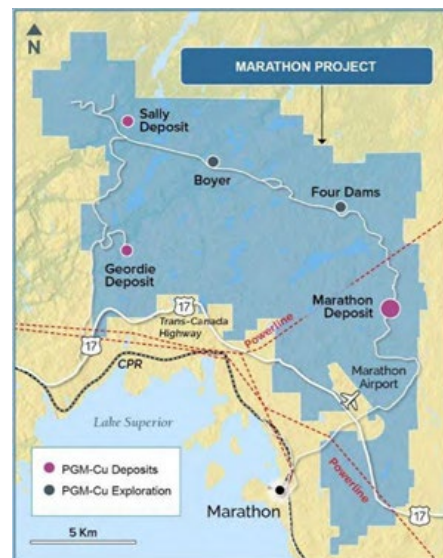 N
MARATHON PROJECT
Sally
Deposit
Boyer
Four Dams
Geordie
Deposit
17
Trans-Canada
Highway
Powerline
Marathon
Deposit
17
CPR
Marathon
Airport
Lake Superior
PGM-Cu Deposits
PGM-Cu Exploration
Marathon
Powerline
5 Km
17